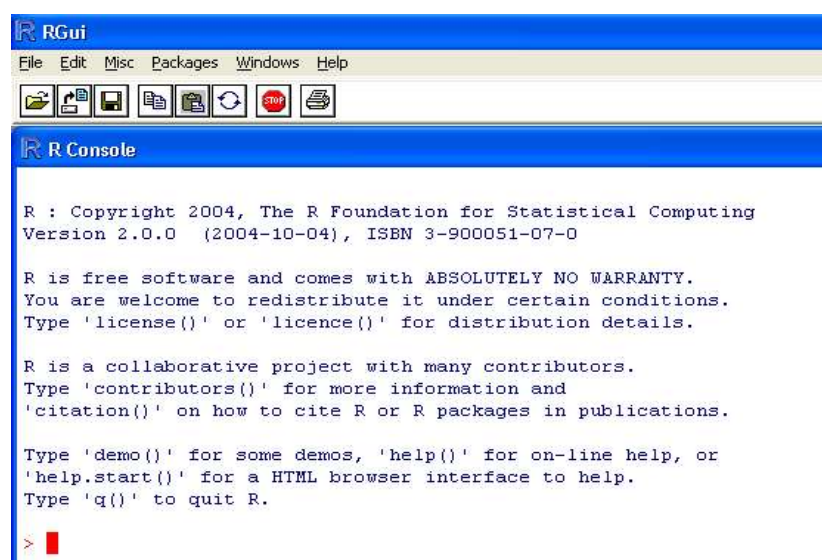 RGui
File Edit Misc Packages Windows Help
STOP
R Console
R : Copyright 2004, The R Foundation for Statistical Computing
Version 2.0.0 (2004-10-04), ISBN 3-900051-07-0
R is free software and comes with ABSOLUTELY NO WARRANTY.
You are welcome to redistribute it under certain conditions.
Type 'license()' or 'licence()' for distribution details.
R is a collaborative project with many contributors.
Type 'contributors()' for more information and
'citation()' on how to cite R or R packages in publications.
Type 'demo()' for some demos, 'help()' for on-line help, or
'help.start()' for a HTML browser interface to help.
Type 'q()' to quit R.
>